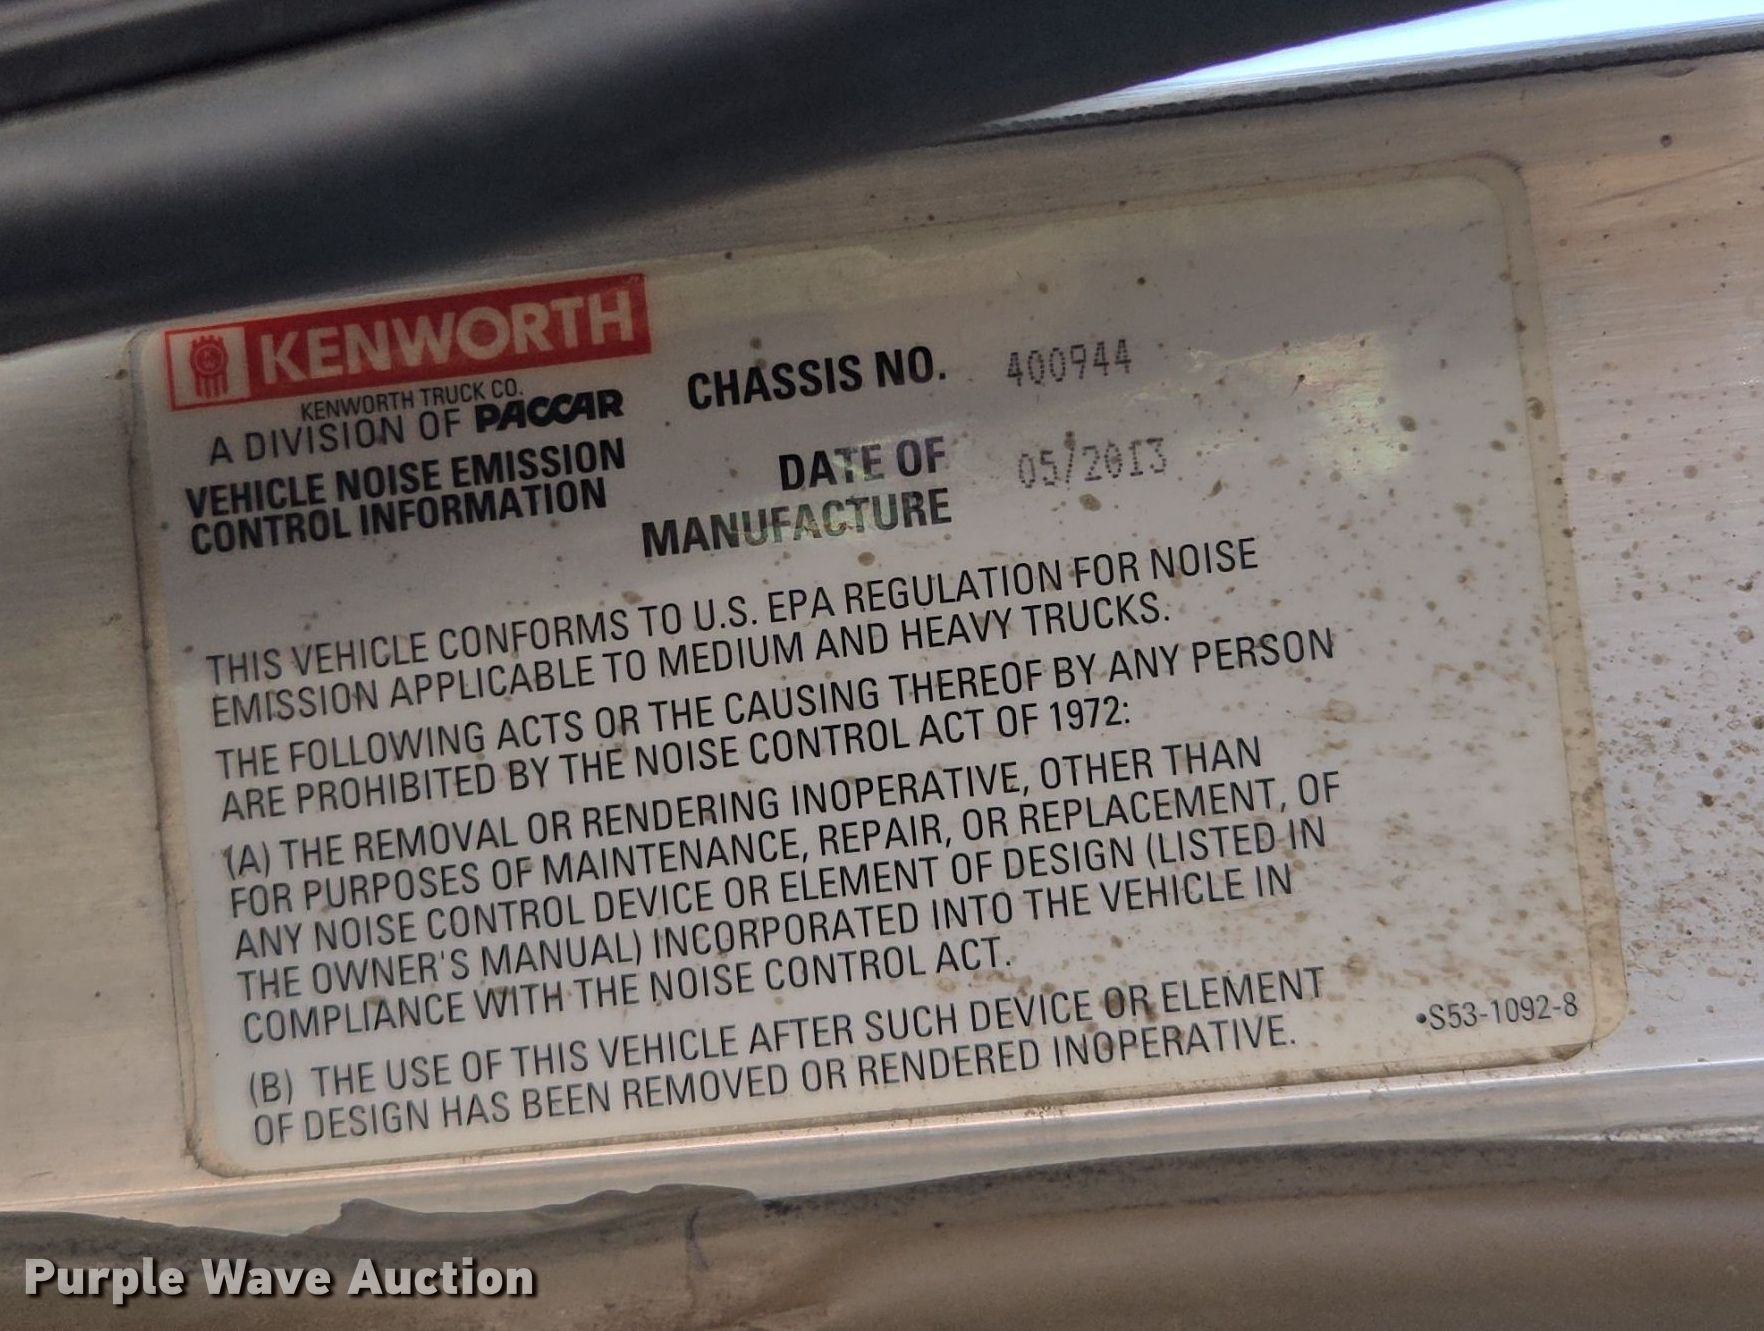 KENWORTH
KENWORTH TRUCK CO.
A DIVISION OF PACCAR
VEHICLE NOISE EMISSION
CONTROL INFORMATION
CHASSIS NO. 400944
DATE OF
MANUFACTURE
05/2013
THIS VEHICLE CONFORMS TO U.S. EPA REGULATION FOR NOISE
EMISSION APPLICABLE TO MEDIUM AND HEAVY TRUCKS.
THE FOLLOWING ACTS OR THE CAUSING THEREOF BY ANY PERSON
ARE PROHIBITED BY THE NOISE CONTROL ACT OF 1972:
(A) THE REMOVAL OR RENDERING INOPERATIVE, OTHER THAN
FOR PURPOSES OF MAINTENANCE, REPAIR, OR REPLACEMENT, OF
ANY NOISE CONTROL DEVICE OR ELEMENT OF DESIGN (LISTED IN
THE OWNER'S MANUAL) INCORPORATED INTO THE VEHICLE IN
COMPLIANCE WITH THE NOISE CONTROL ACT.
(B) THE USE OF THIS VEHICLE AFTER SUCH DEVICE OR ELEMENT
OF DESIGN HAS BEEN REMOVED OR RENDERED INOPERATIVE.
•S53-1092-8
Purple Wave Auction